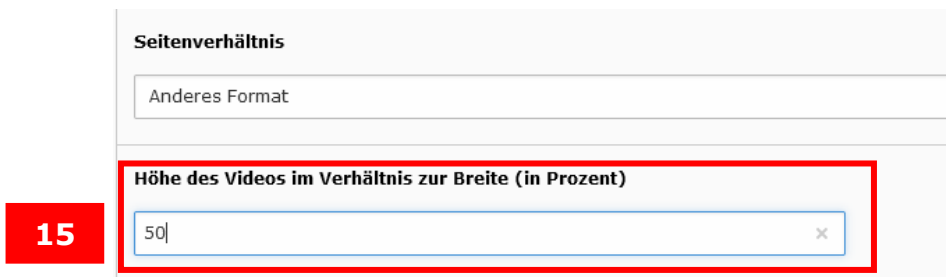 Seitenverhältnis
Anderes Format
Höhe des Videos im Verhältnis zur Breite (in Prozent)
15
50